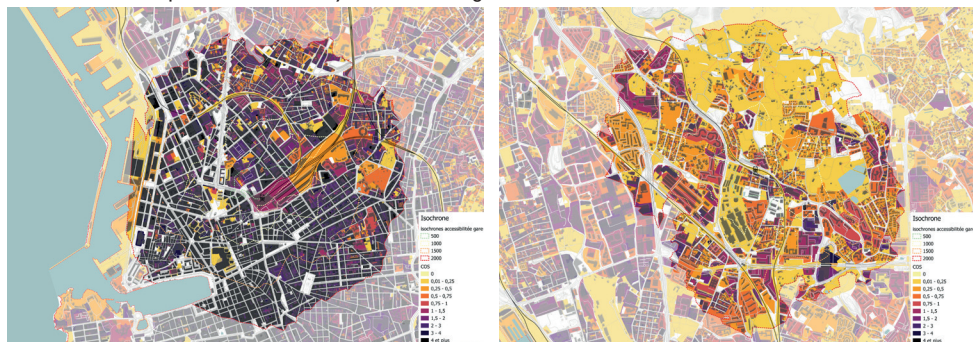 Isochrone
Isochrones accessibilité gare
500
1000
1500
2000
COS
0
0,01 - 0,25
0,25 - 0,5
0,5 - 0,75
0,75 - 1
1 - 1,5
1,5 - 2
2 - 3
3 - 4
4 et plus
Isochrone
Isochrones accessibilité gare
500
1000
1500
2000
COS
0
0,01 - 0,25
0,25 - 0,5
0,5 - 0,75
0,75 - 1
1 - 1,5
1,5 - 2
2 - 3
3 - 4
4 et plus